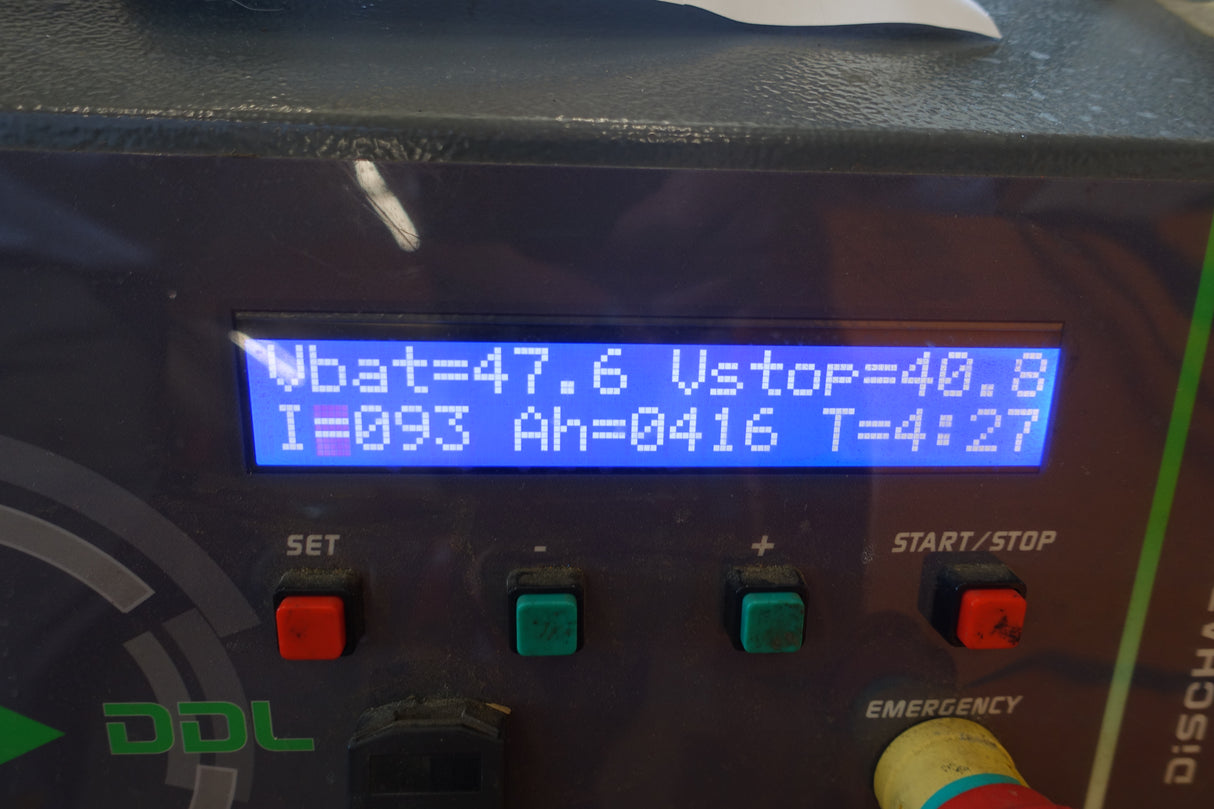 Vbat=47.6 Vstop=40.8
I=093 Ah=0416 T=4:27
SET - + START/STOP
EMERGENCY
DDL